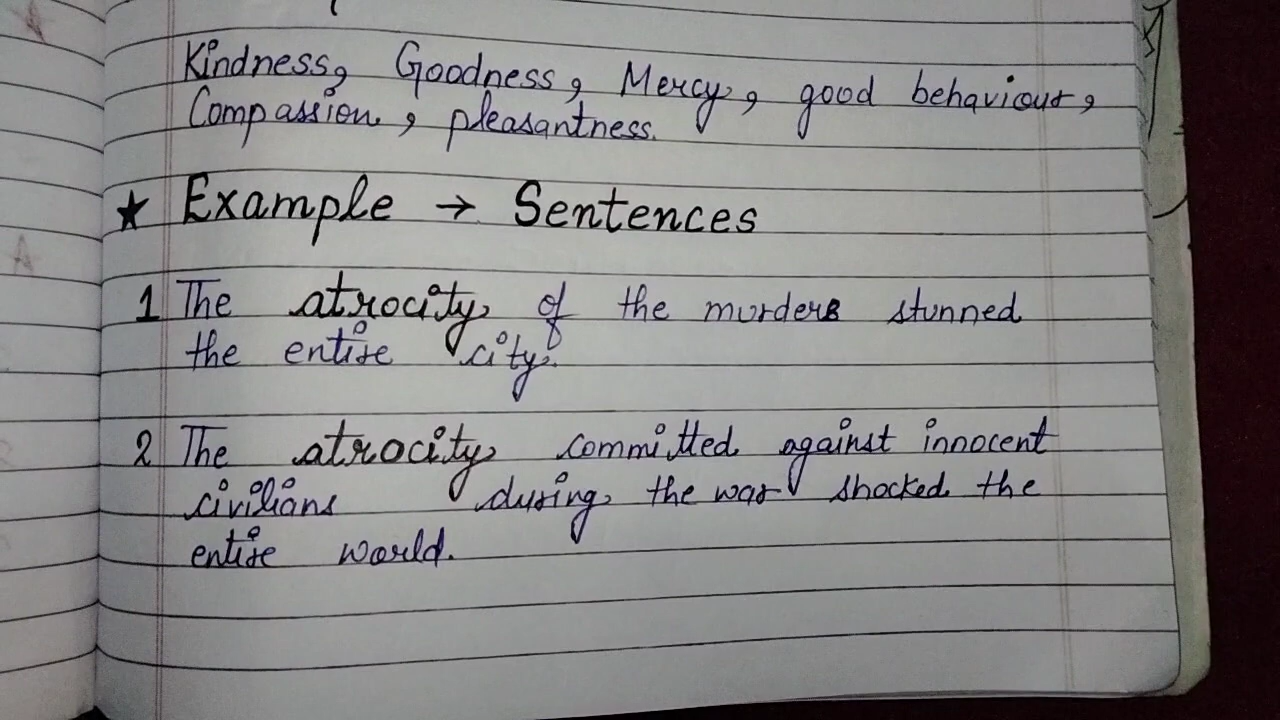 Kindness, Goodness, Mercy, good behaviour,
Compassion, pleasantness.
★ Example → Sentences
1 The atrocity of the murders stunned
the entire city.
2 The atrocity committed against innocent
civilians during the war shocked the
entire world.